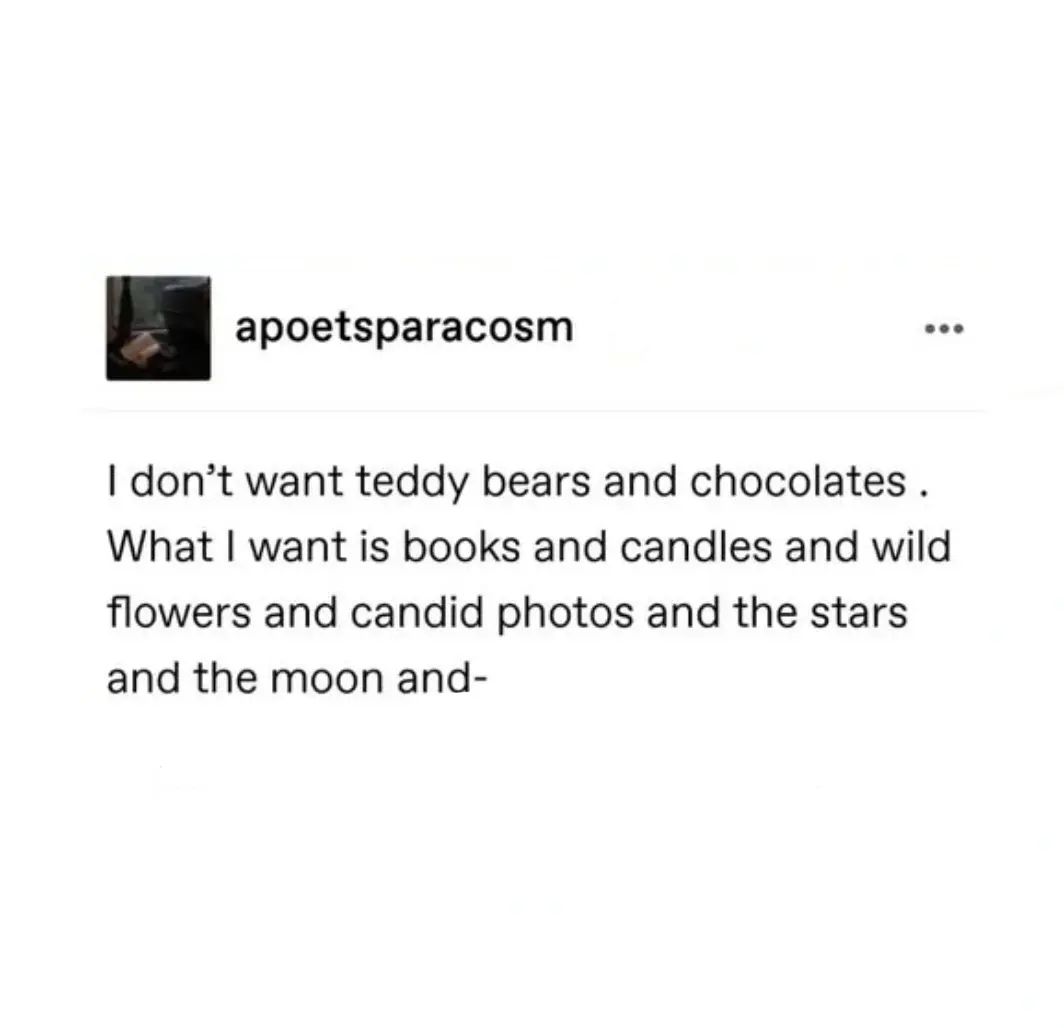 apoetsparacosm
I don’t want teddy bears and chocolates .
What I want is books and candles and wild
flowers and candid photos and the stars
and the moon and-